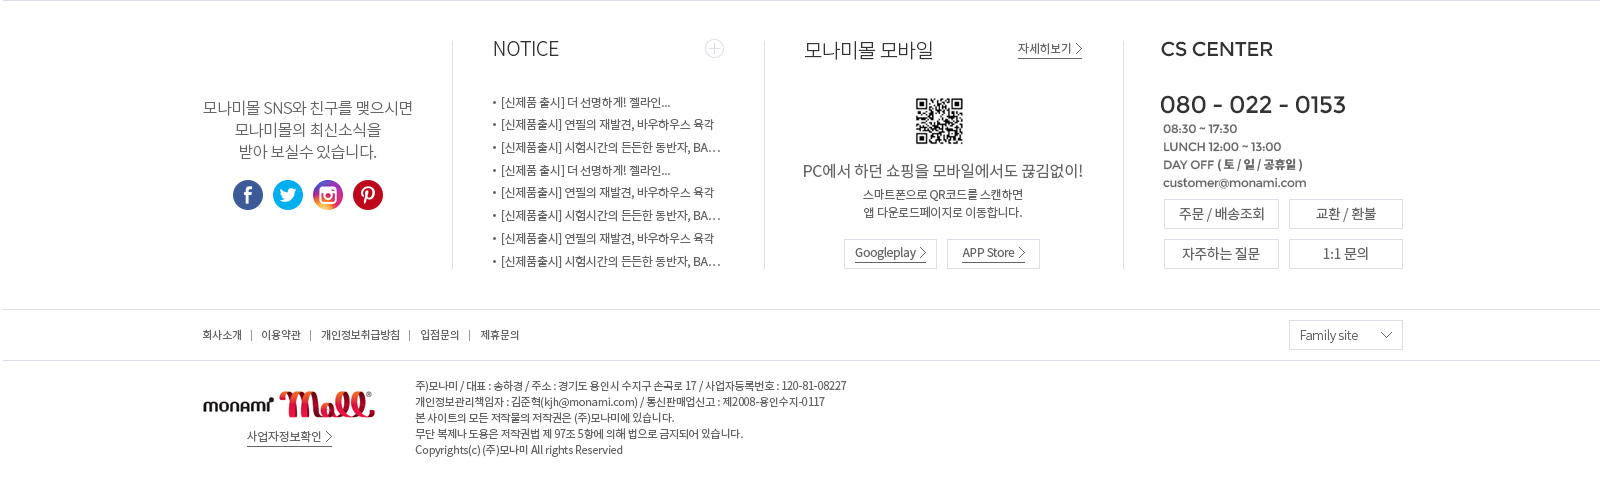 모나미몰 SNS와 친구를 맺으시면
모나미몰의 최신소식을
받아 보실수 있습니다.
NOTICE
[신제품 출시] 더 선명하게! 젤라인...
[신제품출시] 연필의 재발견, 바우하우스 육각
[신제품출시] 시험시간의 든든한 동반자, BA...
[신제품 출시] 더 선명하게! 젤라인...
[신제품출시] 연필의 재발견, 바우하우스 육각
[신제품출시] 시험시간의 든든한 동반자, BA...
[신제품출시] 연필의 재발견, 바우하우스 육각
[신제품출시] 시험시간의 든든한 동반자, BA...
모나미몰 모바일
자세히보기
PC에서 하던 쇼핑을 모바일에서도 끊김없이!
스마트폰으로 QR코드를 스캔하면
앱 다운로드페이지로 이동합니다.
Googleplay
APP Store
CS CENTER
080 - 022 - 0153
08:30 ~ 17:30
LUNCH 12:00 ~ 13:00
DAY OFF ( 토 / 일 / 공휴일 )
customer@monami.com
주문 / 배송조회
교환 / 환불
자주하는 질문
1:1 문의
회사소개 | 이용약관 | 개인정보취급방침 | 입점문의 | 제휴문의
Family site
monami Mall ®
사업자정보확인
주)모나미 / 대표 : 송하경 / 주소 : 경기도 용인시 수지구 손곡로 17 / 사업자등록번호 : 120-81-08227
개인정보관리책임자 : 김준혁(kjh@monami.com) / 통신판매업신고 : 제2008-용인수지-0117
본 사이트의 모든 저작물의 저작권은 (주)모나미에 있습니다.
무단 복제나 도용은 저작권법 제 97조 5항에 의해 법으로 금지되어 있습니다.
Copyrights(c) (주)모나미 All rights Reservied